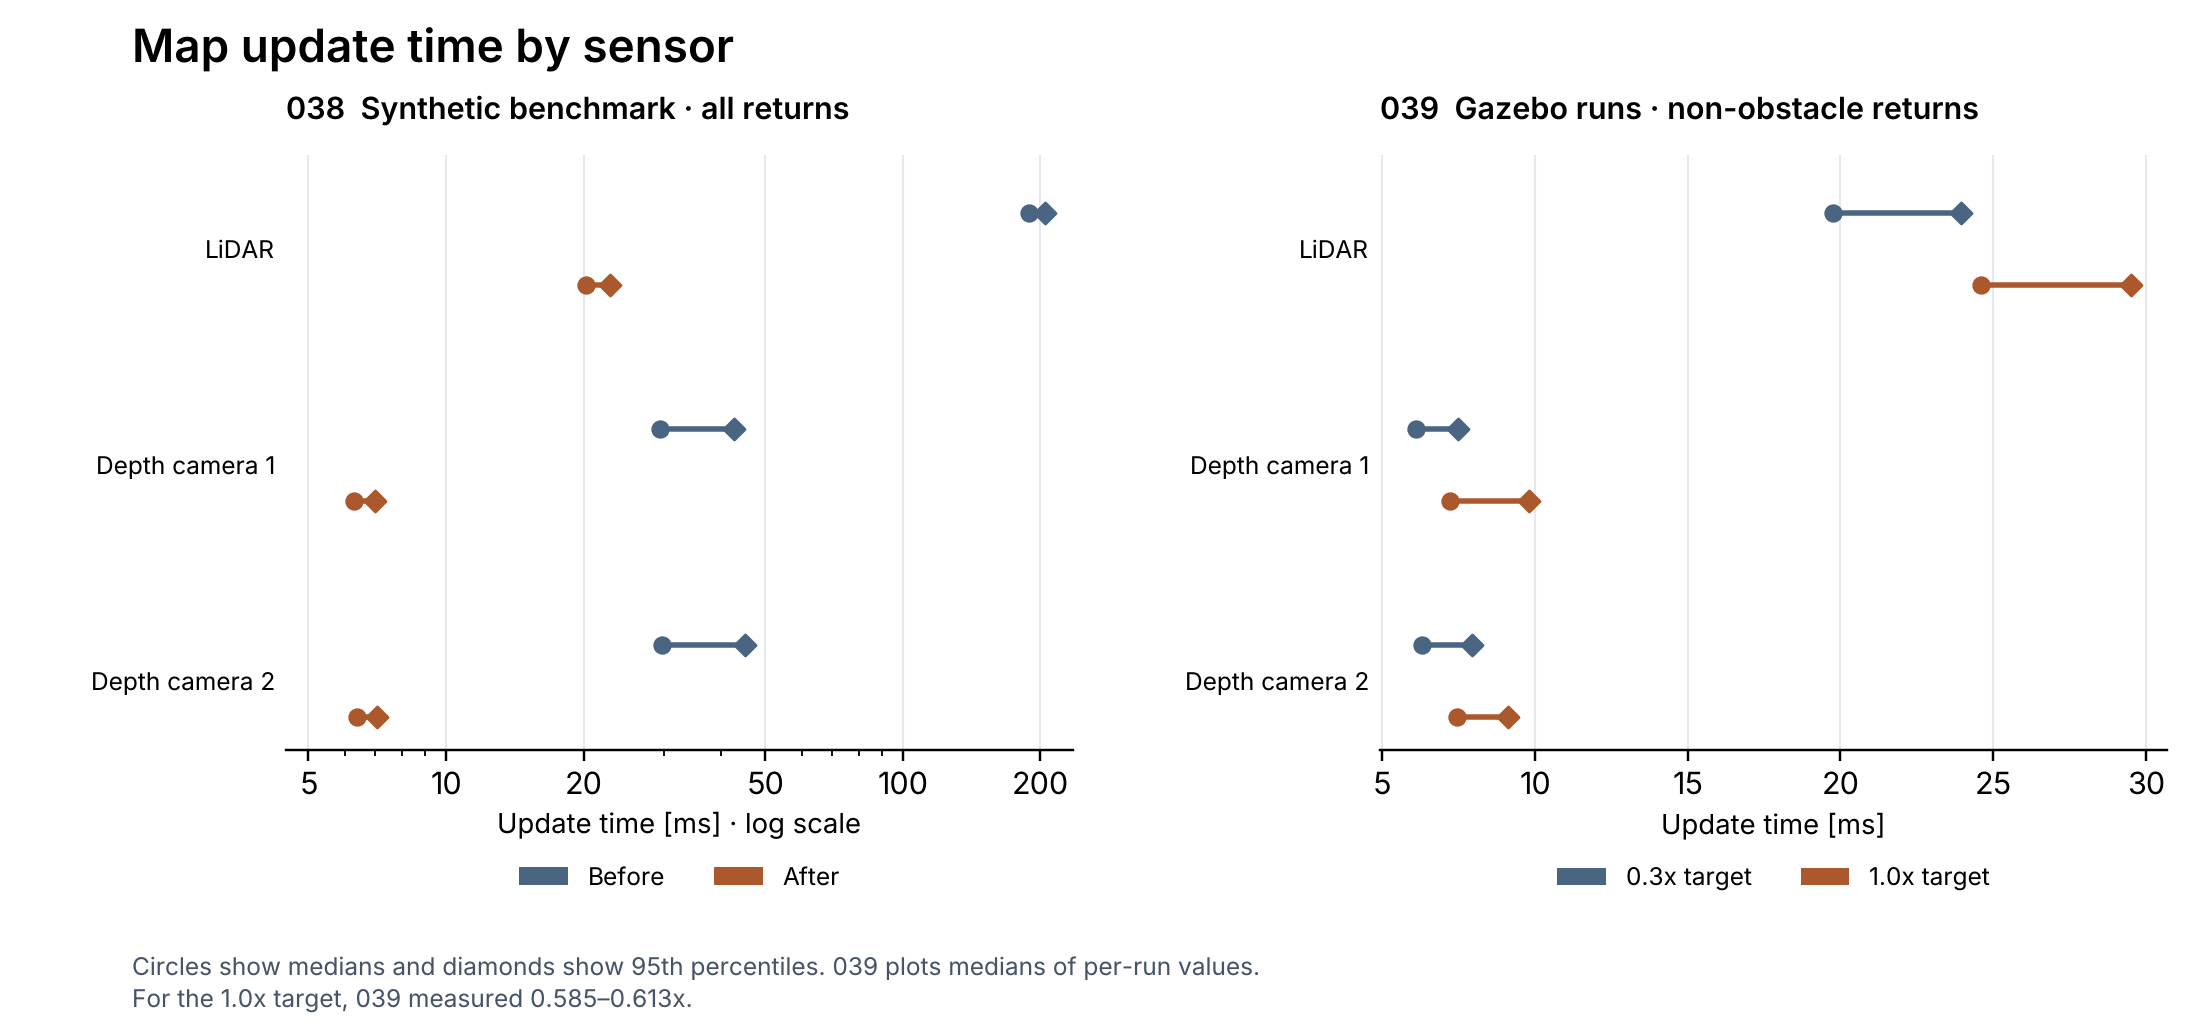 Map update time by sensor
038 Synthetic benchmark · all returns
LiDAR
Depth camera 1
Depth camera 2
5 10 20 50 100 200
Update time [ms] · log scale
Before After
039 Gazebo runs · non-obstacle returns
LiDAR
Depth camera 1
Depth camera 2
5 10 15 20 25 30
Update time [ms]
0.3x target 1.0x target
Circles show medians and diamonds show 95th percentiles. 039 plots medians of per-run values.
For the 1.0x target, 039 measured 0.585–0.613x.